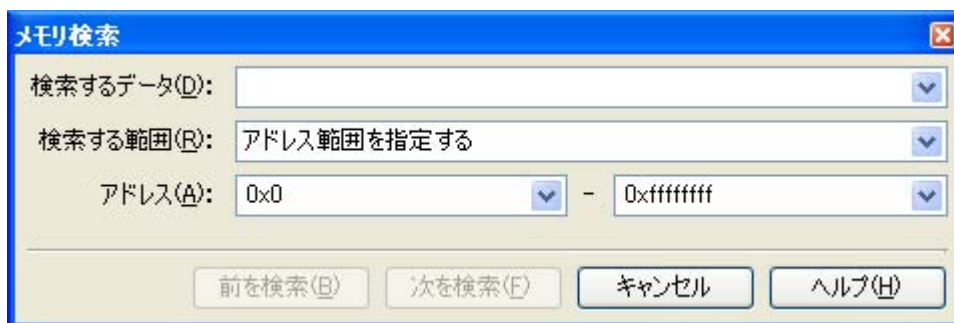 メモリ検索
検索するデータ(D):
検索する範囲(R): アドレス範囲を指定する
アドレス(A): 0x0 - 0xffffffff
前を検索(B) 次を検索(F) キャンセル ヘルプ(H)